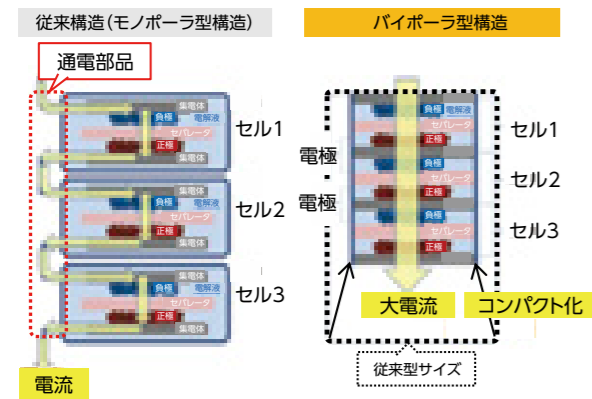 従来構造(モノポーラ型構造)
通電部品
集電体
負極
電解液
セパレータ
正極
集電体
セル1
集電体
負極
電解液
セパレータ
正極
集電体
セル2
集電体
負極
電解液
セパレータ
正極
集電体
セル3
電流
バイポーラ型構造
負極
電解液
セパレータ
正極
セル1
電極
負極
セパレータ
正極
セル2
電極
負極
セパレータ
正極
セル3
大電流
コンパクト化
従来型サイズ